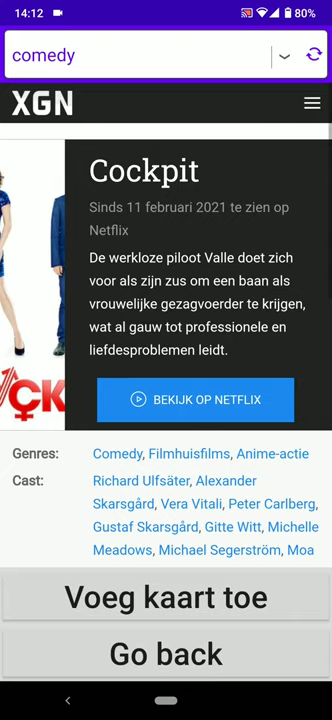 14:12
80%
comedy
XGN
Cockpit
Sinds 11 februari 2021 te zien op
Netflix
De werkloze piloot Valle doet zich
voor als zijn zus om een baan als
vrouwelijke gezagvoerder te krijgen,
wat al gauw tot professionele en
liefdesproblemen leidt.
CK
BEKIJK OP NETFLIX
Genres: Comedy, Filmhuisfilms, Anime-actie
Cast: Richard Ulfsäter, Alexander
Skarsgård, Vera Vitali, Peter Carlberg,
Gustaf Skarsgård, Gitte Witt, Michelle
Meadows, Michael Segerström, Moa
Voeg kaart toe
Go back